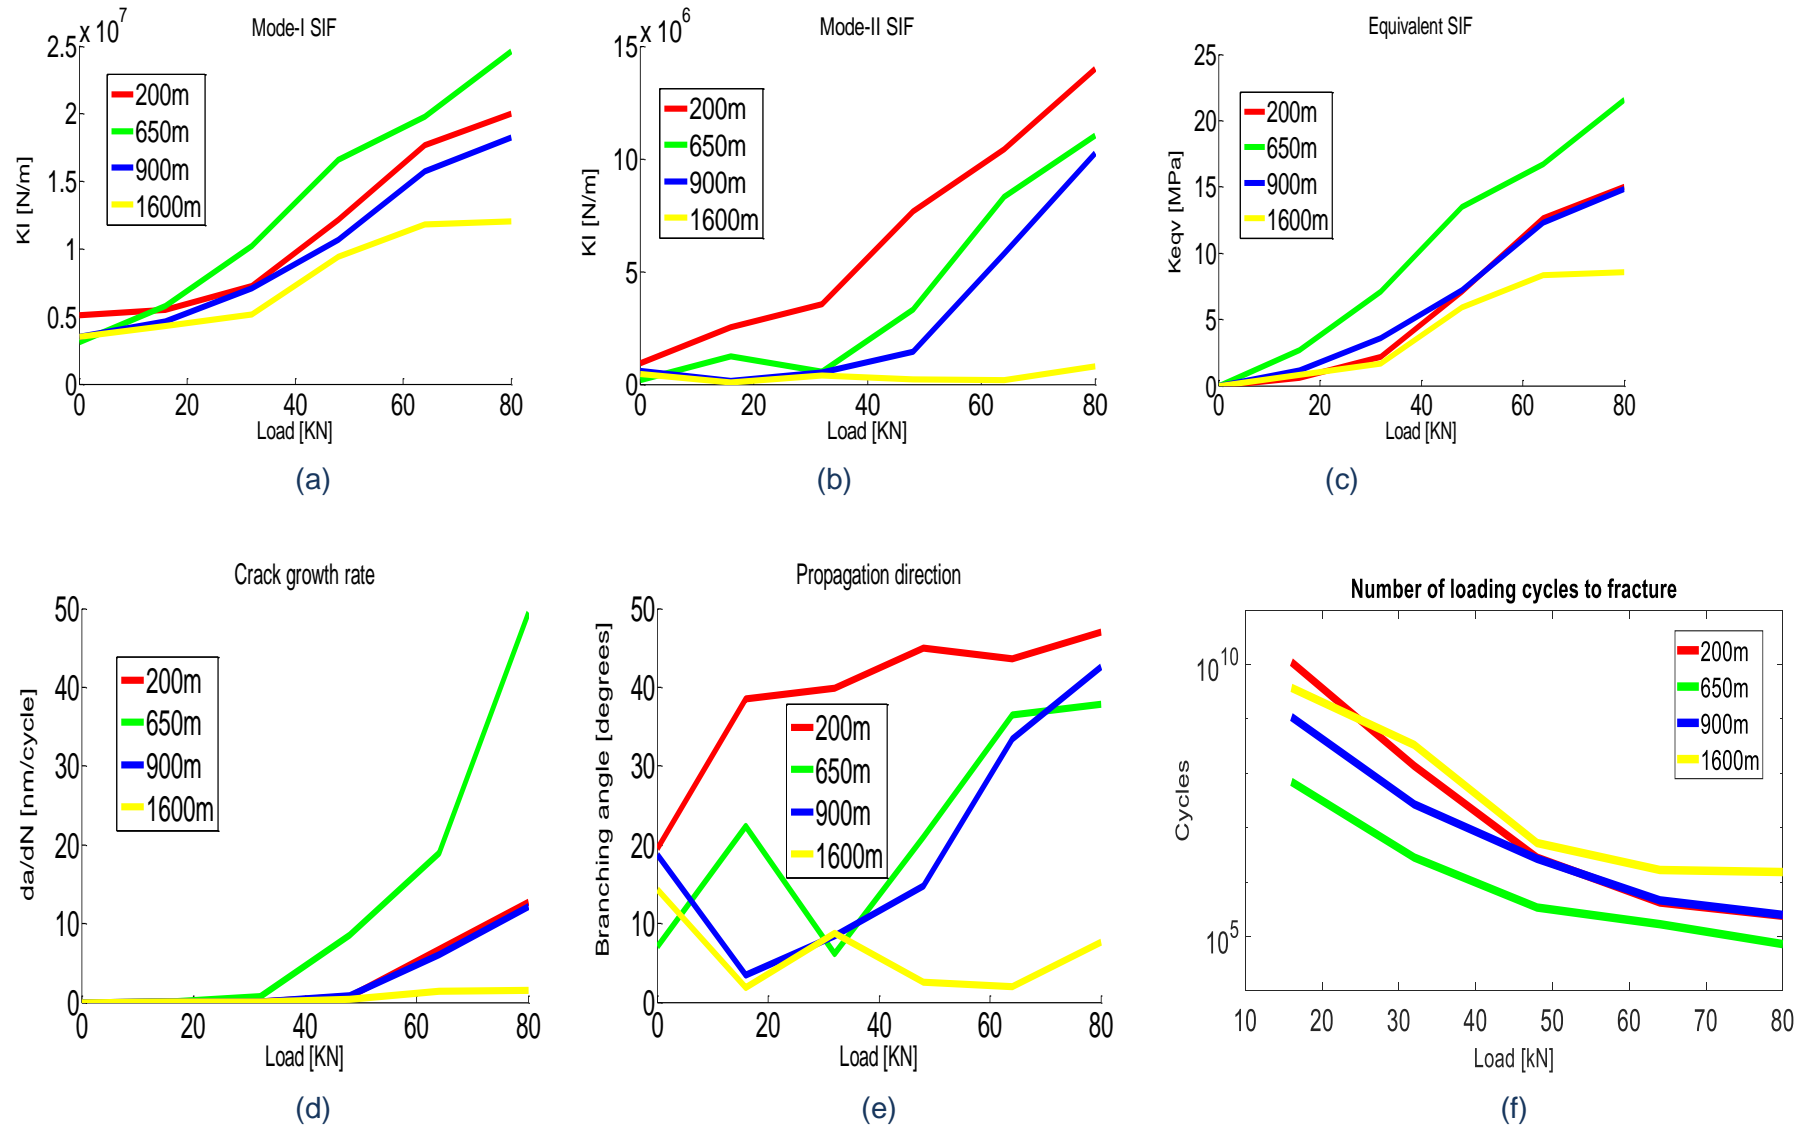 Mode-I SIF
x 10^7
2.5
2
1.5
1
0.5
0
KI [N/m]
200m
650m
900m
1600m
0 20 40 60 80
Load [KN]
(a)
Mode-II SIF
x 10^6
15
10
5
0
KI [N/m]
200m
650m
900m
1600m
0 20 40 60 80
Load [KN]
(b)
Equivalent SIF
25
20
15
10
5
0
Keqv [MPa]
200m
650m
900m
1600m
0 20 40 60 80
Load [KN]
(c)
Crack growth rate
50
40
30
20
10
0
da/dN [nm/cycle]
200m
650m
900m
1600m
0 20 40 60 80
Load [KN]
(d)
Propagation direction
50
40
30
20
10
0
Branching angle [degrees]
200m
650m
900m
1600m
0 20 40 60 80
Load [KN]
(e)
Number of loading cycles to fracture
10^10
10^5
Cycles
200m
650m
900m
1600m
10 20 30 40 50 60 70 80
Load [kN]
(f)